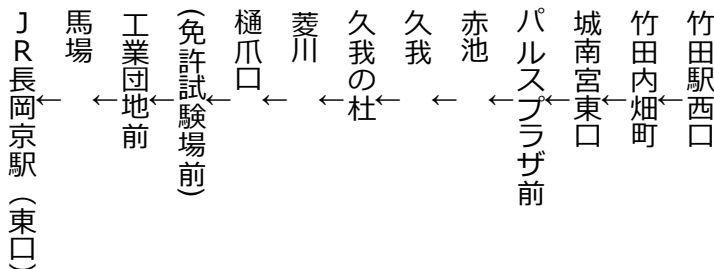 竹田駅西口
←
竹田内畑町
←
城南宮東口
←
パルスプラザ前
←
赤池
←
久我
←
久我の杜
←
菱川
←
樋爪口
←
(免許試験場前)
←
工業団地前
←
馬場
←
JR長岡京駅(東口)